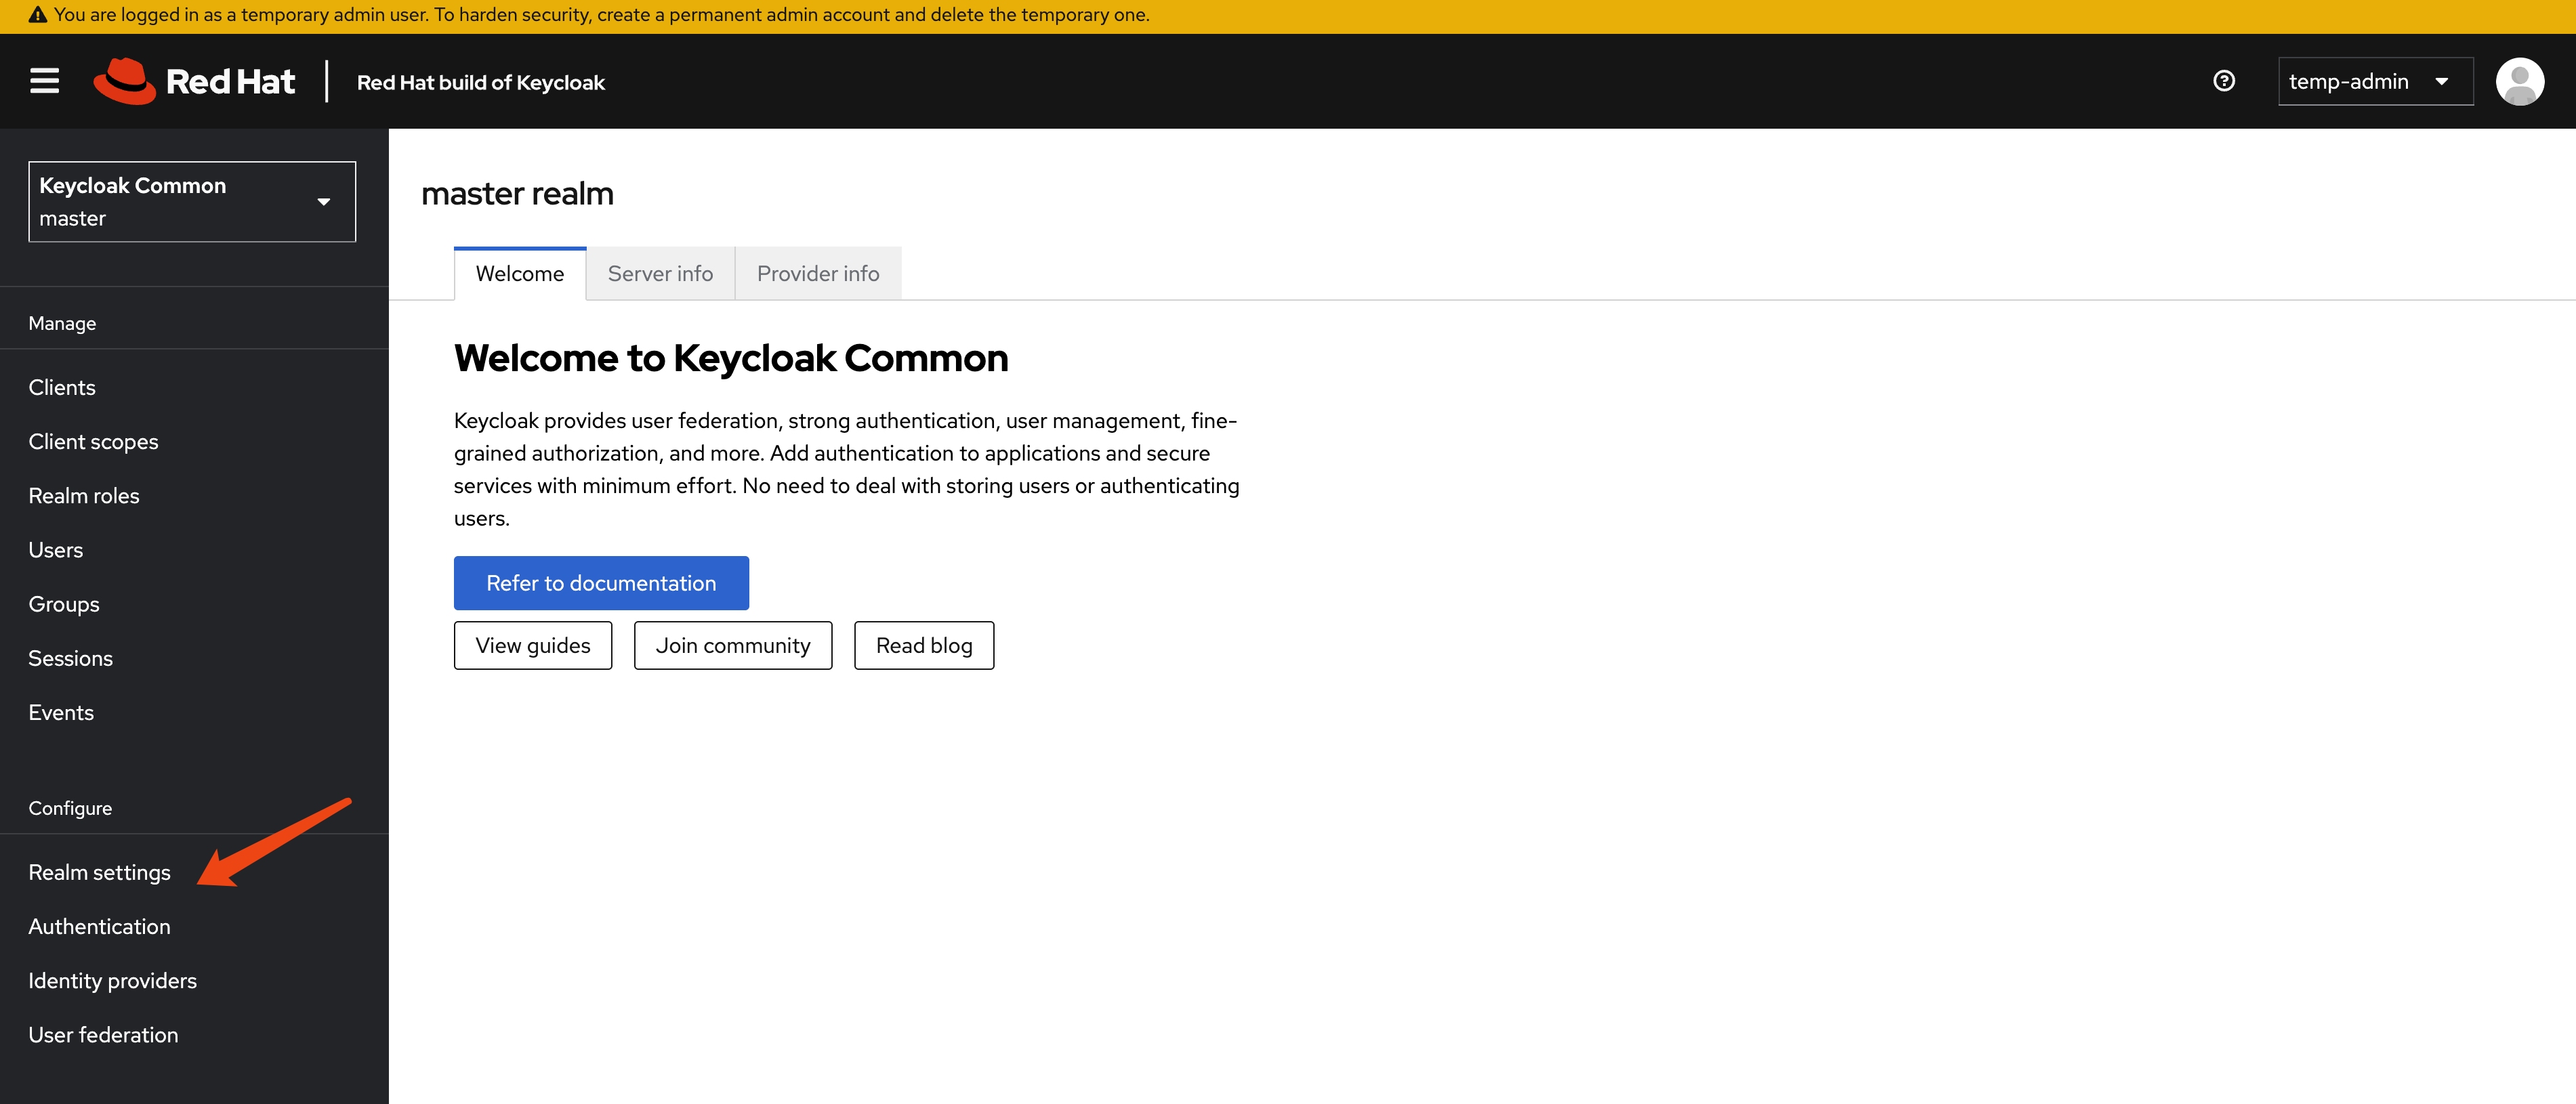 You are logged in as a temporary admin user. To harden security, create a permanent admin account and delete the temporary one.
Red Hat
Red Hat build of Keycloak
temp-admin
Keycloak Common
master
Manage
Clients
Client scopes
Realm roles
Users
Groups
Sessions
Events
Configure
Realm settings
Authentication
Identity providers
User federation
master realm
Welcome
Server info
Provider info
Welcome to Keycloak Common
Keycloak provides user federation, strong authentication, user management, fine-
grained authorization, and more. Add authentication to applications and secure
services with minimum effort. No need to deal with storing users or authenticating
users.
Refer to documentation
View guides
Join community
Read blog